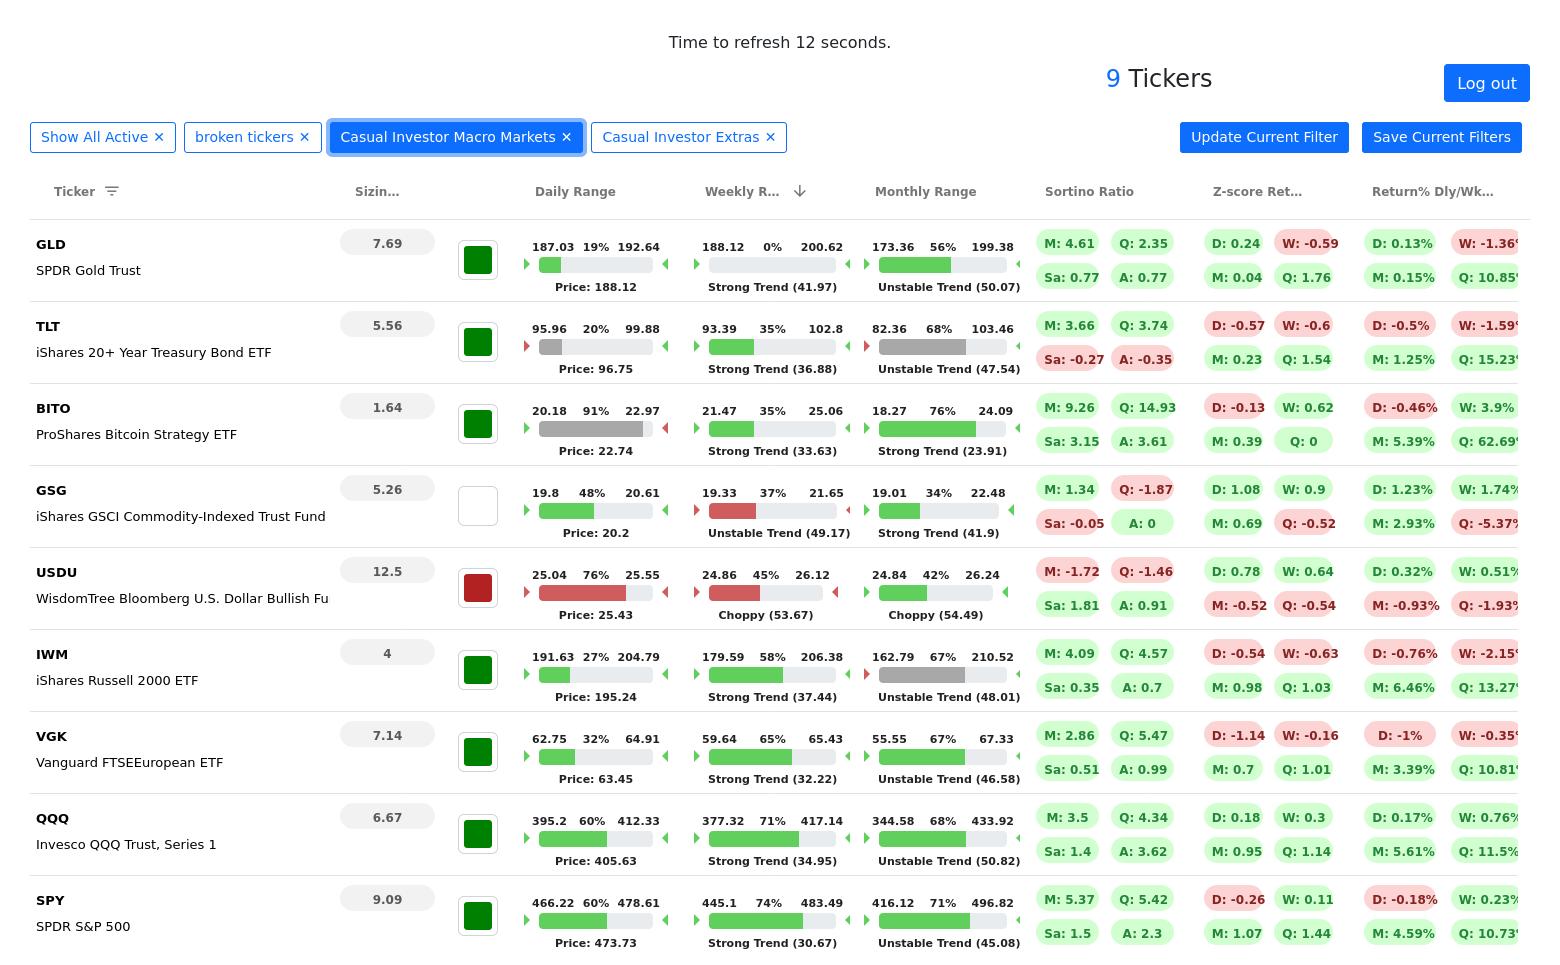 Time to refresh 12 seconds.
9 Tickers
Log out
Show All Active ✕ broken tickers ✕ Casual Investor Macro Markets ✕ Casual Investor Extras ✕ Update Current Filter Save Current Filters
Ticker Sizin... Daily Range Weekly R... Monthly Range Sortino Ratio Z-score Ret... Return% Dly/Wk...
GLD 7.69 187.03 19% 192.64 188.12 0% 200.62 173.36 56% 199.38 M: 4.61 Q: 2.35 D: 0.24 W: -0.59 D: 0.13% W: -1.36%
SPDR Gold Trust Price: 188.12 Strong Trend (41.97) Unstable Trend (50.07) Sa: 0.77 A: 0.77 M: 0.04 Q: 1.76 M: 0.15% Q: 10.85%
TLT 5.56 95.96 20% 99.88 93.39 35% 102.8 82.36 68% 103.46 M: 3.66 Q: 3.74 D: -0.57 W: -0.6 D: -0.5% W: -1.59%
iShares 20+ Year Treasury Bond ETF Price: 96.75 Strong Trend (36.88) Unstable Trend (47.54) Sa: -0.27 A: -0.35 M: 0.23 Q: 1.54 M: 1.25% Q: 15.23%
BITO 1.64 20.18 91% 22.97 21.47 35% 25.06 18.27 76% 24.09 M: 9.26 Q: 14.93 D: -0.13 W: 0.62 D: -0.46% W: 3.9%
ProShares Bitcoin Strategy ETF Price: 22.74 Strong Trend (33.63) Strong Trend (23.91) Sa: 3.15 A: 3.61 M: 0.39 Q: 0 M: 5.39% Q: 62.69%
GSG 5.26 19.8 48% 20.61 19.33 37% 21.65 19.01 34% 22.48 M: 1.34 Q: -1.87 D: 1.08 W: 0.9 D: 1.23% W: 1.74%
iShares GSCI Commodity-Indexed Trust Fund Price: 20.2 Unstable Trend (49.17) Strong Trend (41.9) Sa: -0.05 A: 0 M: 0.69 Q: -0.52 M: 2.93% Q: -5.37%
USDU 12.5 25.04 76% 25.55 24.86 45% 26.12 24.84 42% 26.24 M: -1.72 Q: -1.46 D: 0.78 W: 0.64 D: 0.32% W: 0.51%
WisdomTree Bloomberg U.S. Dollar Bullish Fu Price: 25.43 Choppy (53.67) Choppy (54.49) Sa: 1.81 A: 0.91 M: -0.52 Q: -0.54 M: -0.93% Q: -1.93%
IWM 4 191.63 27% 204.79 179.59 58% 206.38 162.79 67% 210.52 M: 4.09 Q: 4.57 D: -0.54 W: -0.63 D: -0.76% W: -2.15%
iShares Russell 2000 ETF Price: 195.24 Strong Trend (37.44) Unstable Trend (48.01) Sa: 0.35 A: 0.7 M: 0.98 Q: 1.03 M: 6.46% Q: 13.27%
VGK 7.14 62.75 32% 64.91 59.64 65% 65.43 55.55 67% 67.33 M: 2.86 Q: 5.47 D: -1.14 W: -0.16 D: -1% W: -0.35%
Vanguard FTSEEuropean ETF Price: 63.45 Strong Trend (32.22) Unstable Trend (46.58) Sa: 0.51 A: 0.99 M: 0.7 Q: 1.01 M: 3.39% Q: 10.81%
QQQ 6.67 395.2 60% 412.33 377.32 71% 417.14 344.58 68% 433.92 M: 3.5 Q: 4.34 D: 0.18 W: 0.3 D: 0.17% W: 0.76%
Invesco QQQ Trust, Series 1 Price: 405.63 Strong Trend (34.95) Unstable Trend (50.82) Sa: 1.4 A: 3.62 M: 0.95 Q: 1.14 M: 5.61% Q: 11.5%
SPY 9.09 466.22 60% 478.61 445.1 74% 483.49 416.12 71% 496.82 M: 5.37 Q: 5.42 D: -0.26 W: 0.11 D: -0.18% W: 0.23%
SPDR S&P 500 Price: 473.73 Strong Trend (30.67) Unstable Trend (45.08) Sa: 1.5 A: 2.3 M: 1.07 Q: 1.44 M: 4.59% Q: 10.73%